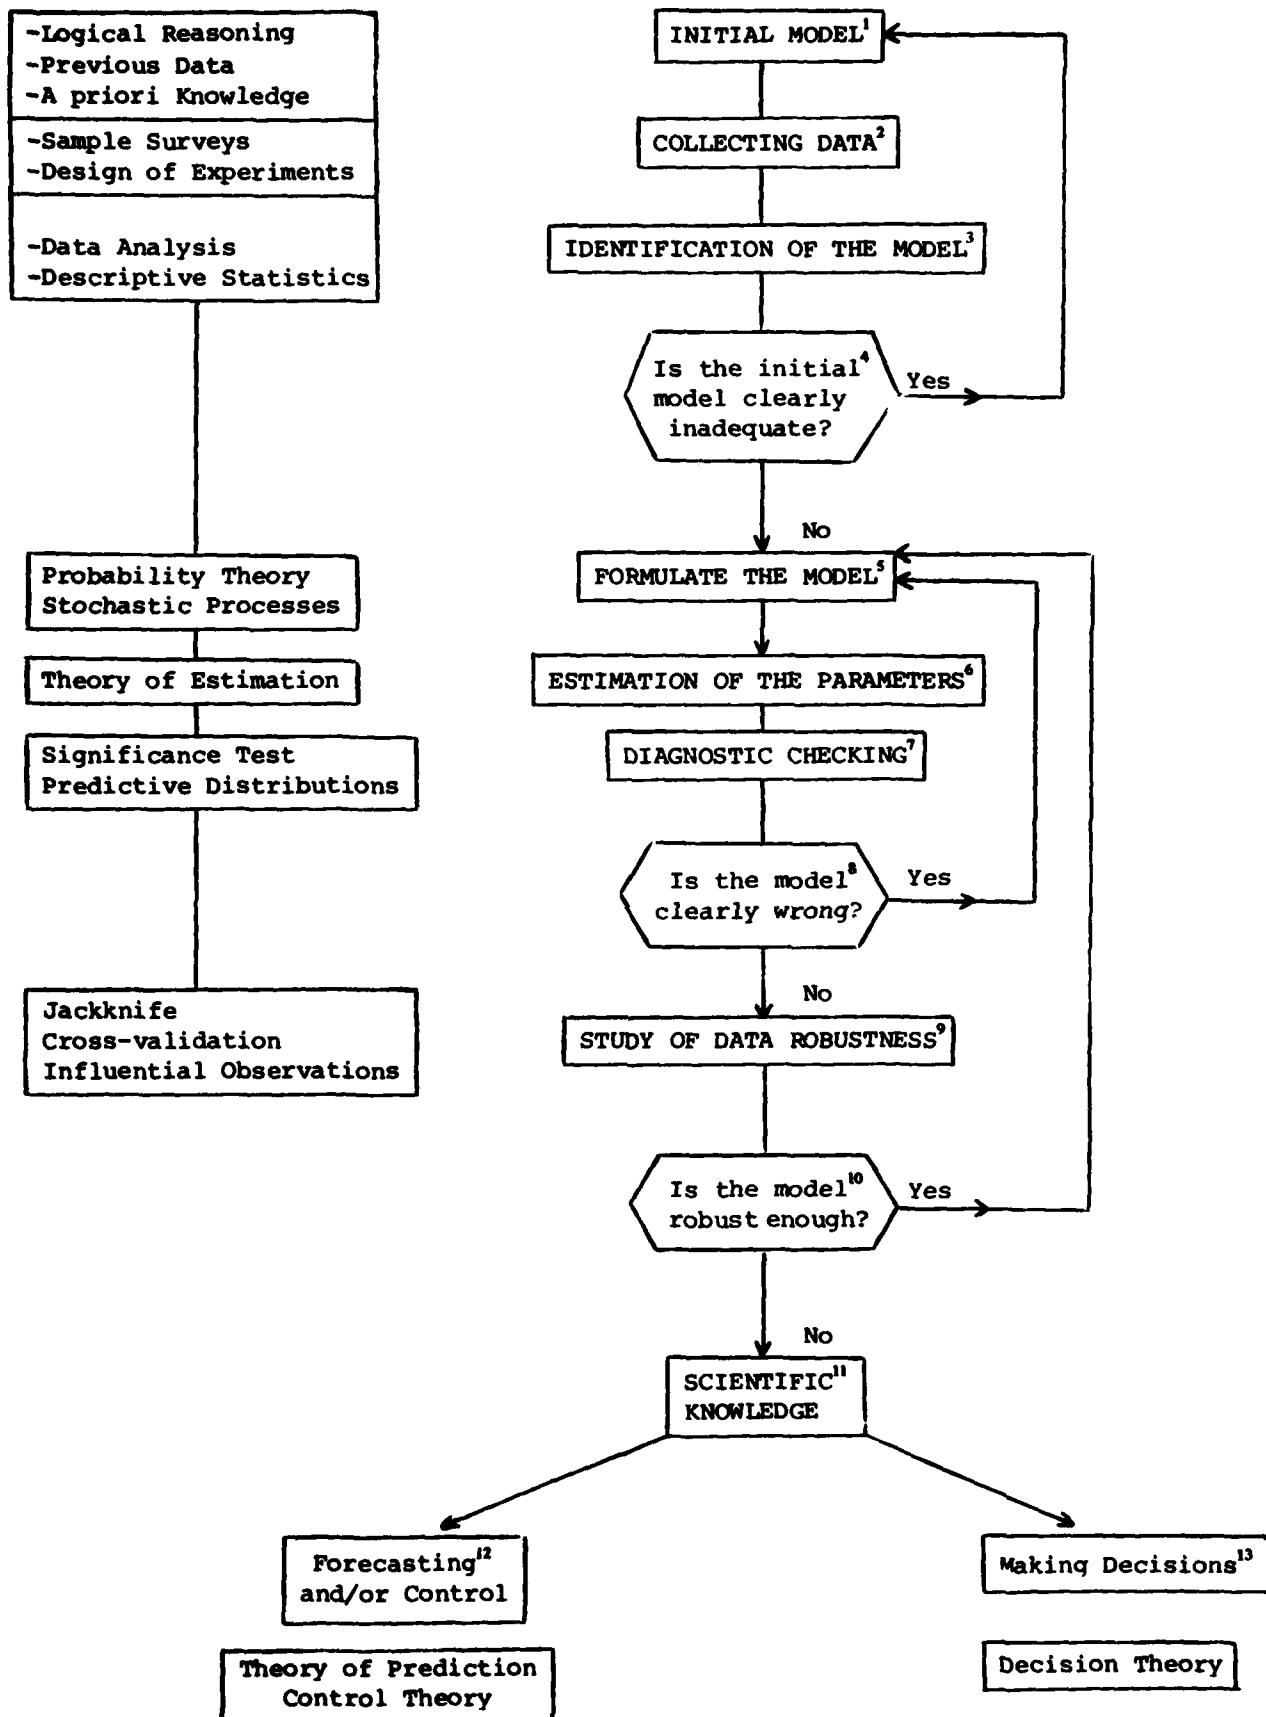 -Logical Reasoning
-Previous Data
-A priori Knowledge
-Sample Surveys
-Design of Experiments
-Data Analysis
-Descriptive Statistics
Probability Theory
Stochastic Processes
Theory of Estimation
Significance Test
Predictive Distributions
Jackknife
Cross-validation
Influential Observations
INITIAL MODEL¹
COLLECTING DATA²
IDENTIFICATION OF THE MODEL³
Is the initial⁴
model clearly
inadequate?
Yes
No
FORMULATE THE MODEL⁵
ESTIMATION OF THE PARAMETERS⁶
DIAGNOSTIC CHECKING⁷
Is the model⁸
clearly wrong?
Yes
No
STUDY OF DATA ROBUSTNESS⁹
Is the model¹⁰
robust enough?
Yes
No
SCIENTIFIC¹¹
KNOWLEDGE
Forecasting¹²
and/or Control
Theory of Prediction
Control Theory
Making Decisions¹³
Decision Theory